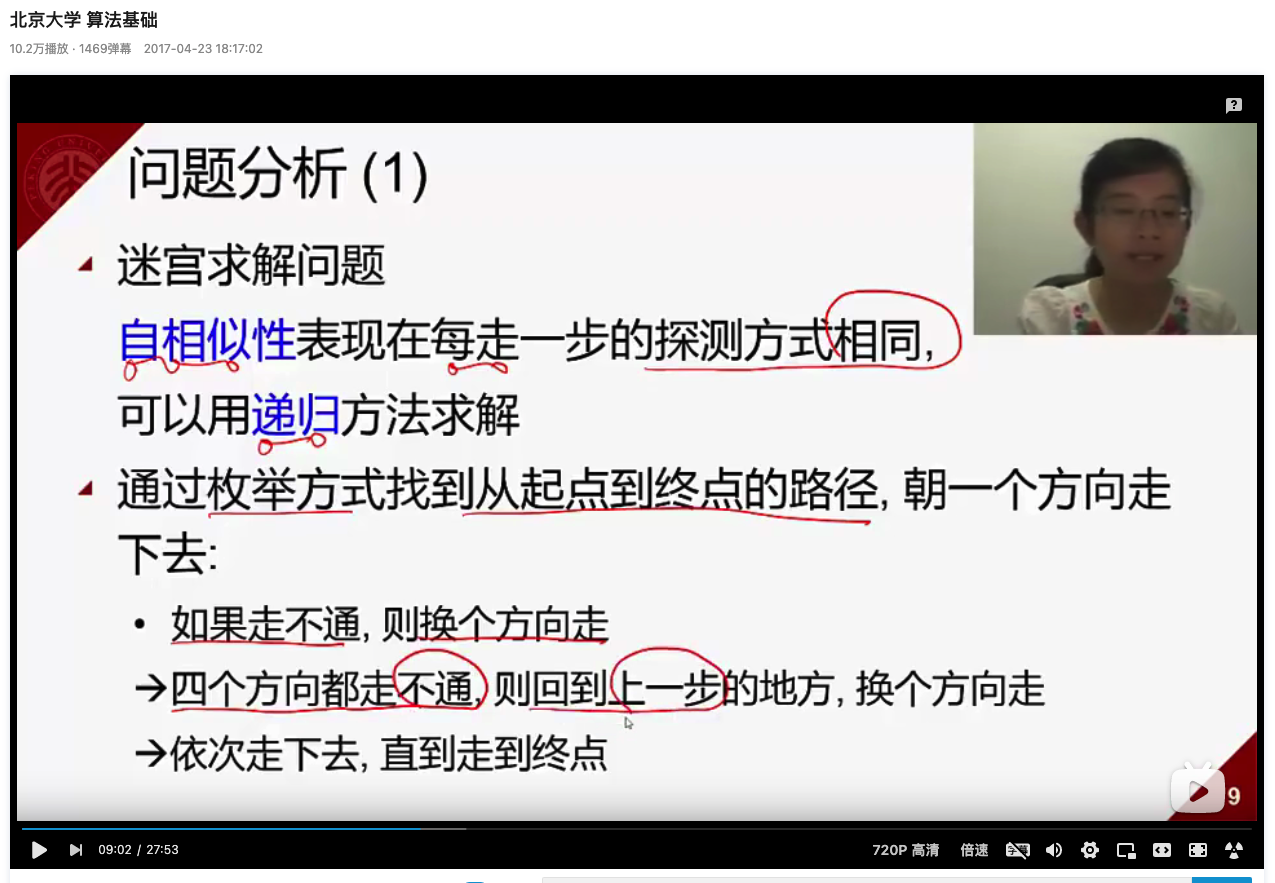 北京大学 算法基础
10.2万播放 · 1469弹幕 2017-04-23 18:17:02
问题分析 (1)
迷宫求解问题
自相似性表现在每走一步的探测方式相同,
可以用递归方法求解
通过枚举方式找到从起点到终点的路径, 朝一个方向走
下去:
• 如果走不通, 则换个方向走
→四个方向都走不通, 则回到上一步的地方, 换个方向走
→依次走下去, 直到走到终点
9
09:02 / 27:53
720P 高清 倍速